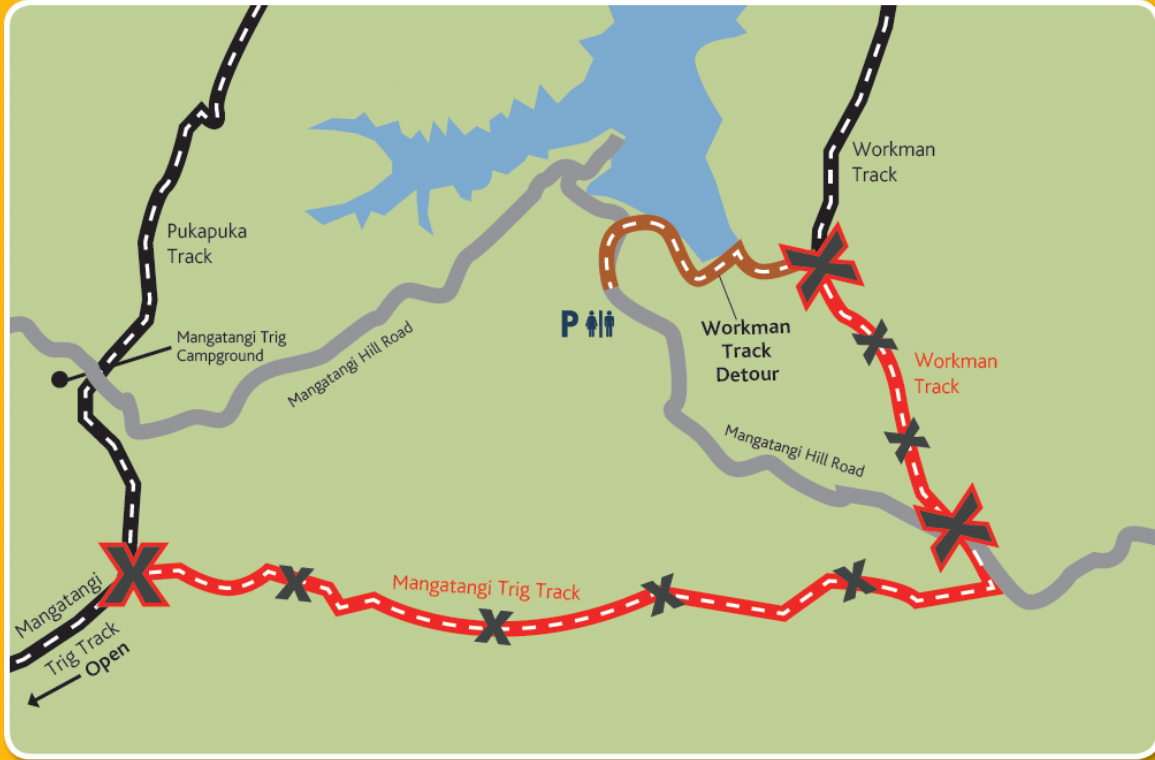 Workman
Track
Pukapuka
Track
Mangatangi Trig
Campground
Mangatangi Hill Road
P
Workman
Track
Detour
Workman
Track
Mangatangi Hill Road
Mangatangi Trig Track
Mangatangi
Trig Track
Open